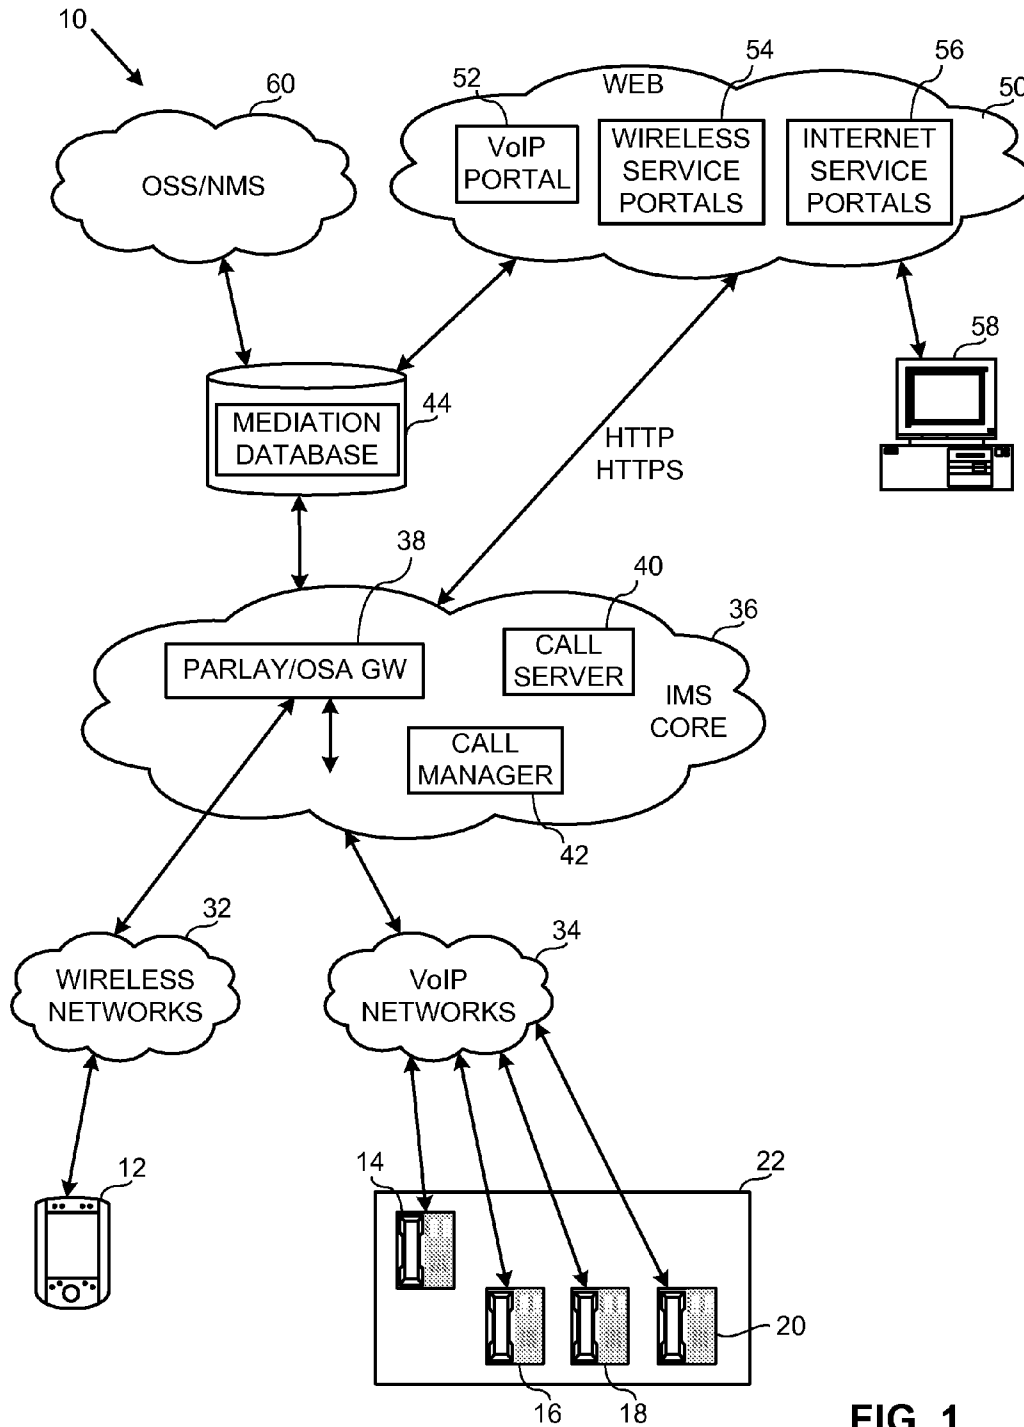 10
60
OSS/NMS
52
54
56
50
WEB
VoIP
PORTAL
WIRELESS
SERVICE
PORTALS
INTERNET
SERVICE
PORTALS
58
MEDIATION
DATABASE
44
HTTP
HTTPS
38
40
36
PARLAY/OSA GW
CALL
SERVER
IMS
CORE
CALL
MANAGER
42
32
34
WIRELESS
NETWORKS
VoIP
NETWORKS
12
14
22
20
16
18
FIG. 1